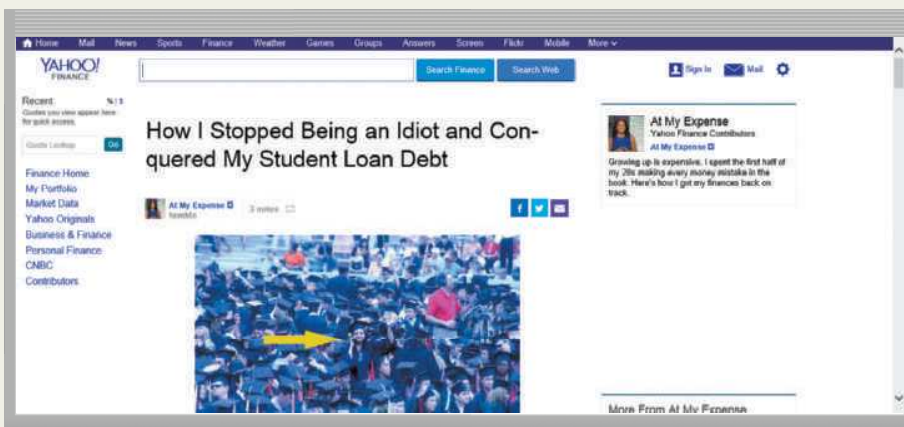 Home Mail News Sports Finance Weather Games Groups Answers Screen Flickr Mobile More
YAHOO!
FINANCE
Search Finance
Search Web
Sign In
Mail
Recent
Quotes you view appear here
for quick access.
Quote Lookup
Go
Finance Home
My Portfolio
Market Data
Yahoo Originals
Business & Finance
Personal Finance
CNBC
Contributors
How I Stopped Being an Idiot and Con-
quered My Student Loan Debt
At My Expense
3 notes
At My Expense
Yahoo Finance Contributors
At My Expense
Growing up is expensive. I spent the first half of
my 20s making every money mistake in the
book. Here's how I got my finances back on
track.
More From At My Expense